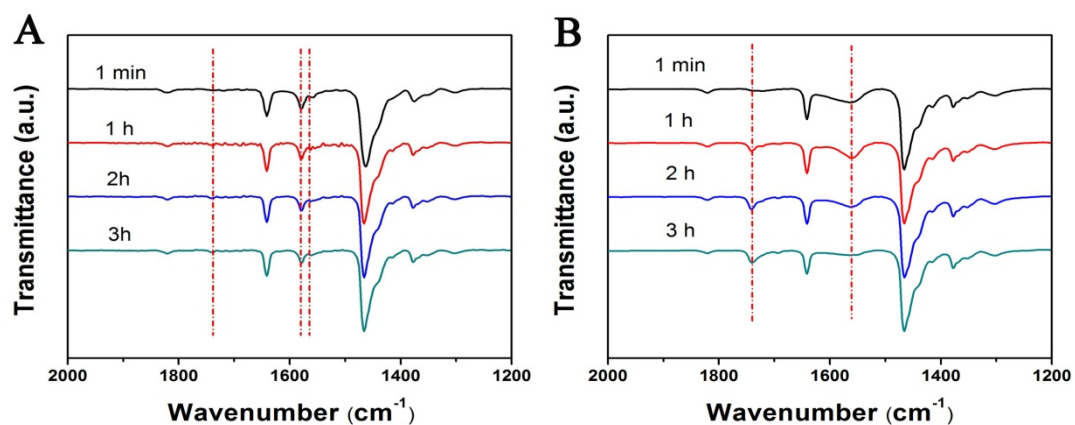 A
Transmittance (a.u.)
1 min
1 h
2h
3h
2000 1800 1600 1400 1200
Wavenumber (cm⁻¹)
B
Transmittance (a.u.)
1 min
1 h
2 h
3 h
2000 1800 1600 1400 1200
Wavenumber (cm⁻¹)